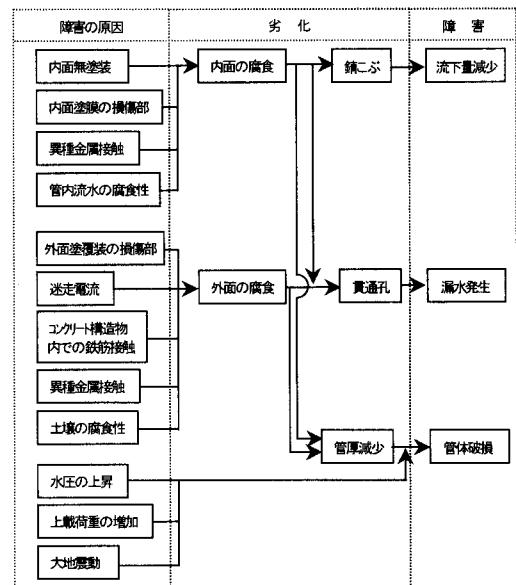 障害の原因
劣化
障害
内面無塗装
内面の腐食
錆こぶ
流下量減少
内面塗膜の損傷部
異種金属接触
管内流水の腐食性
外面塗覆装の損傷部
迷走電流
外面の腐食
貫通孔
漏水発生
コンクリート構造物
内での鉄筋接触
異種金属接触
土壌の腐食性
管厚減少
管体破損
水圧の上昇
上載荷重の増加
大地震動